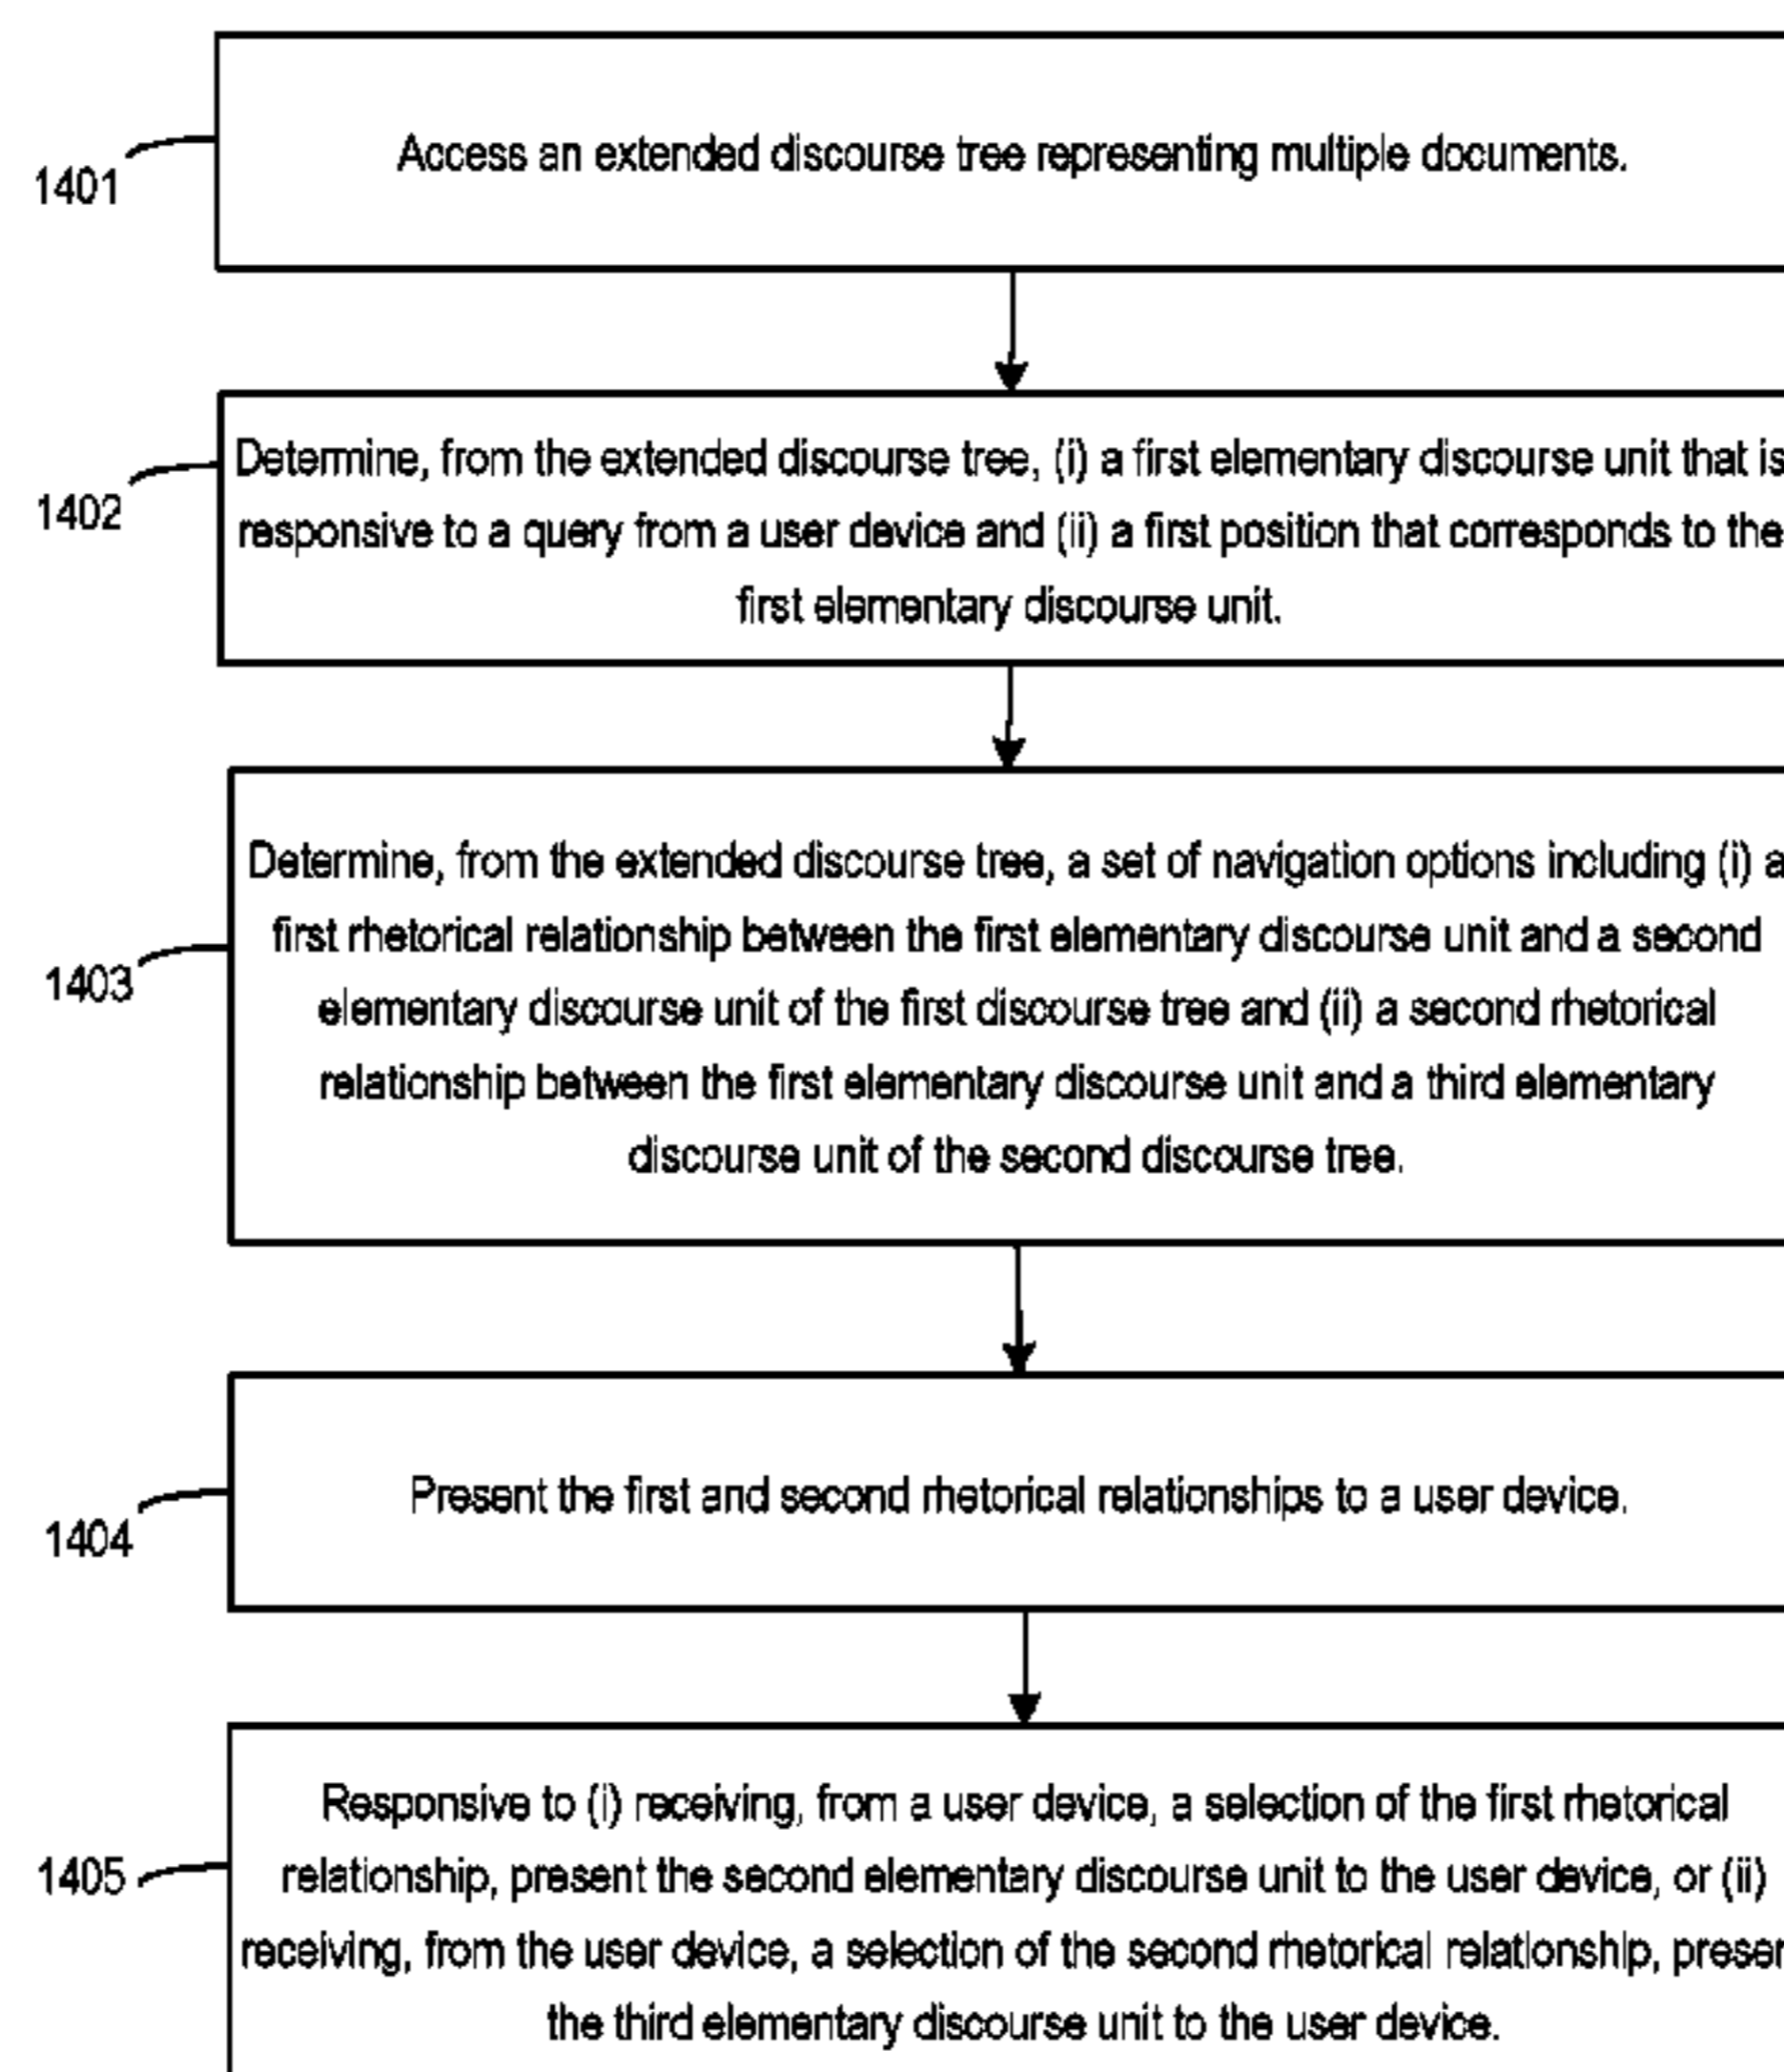 Access an extended discourse tree representing multiple documents.
1401
Determine, from the extended discourse tree, (i) a first elementary discourse unit that is
responsive to a query from a user device and (ii) a first position that corresponds to the
first elementary discourse unit.
1402
Determine, from the extended discourse tree, a set of navigation options including (i) a
first rhetorical relationship between the first elementary discourse unit and a second
elementary discourse unit of the first discourse tree and (ii) a second rhetorical
relationship between the first elementary discourse unit and a third elementary
discourse unit of the second discourse tree.
1403
Present the first and second rhetorical relationships to a user device.
1404
Responsive to (i) receiving, from a user device, a selection of the first rhetorical
relationship, present the second elementary discourse unit to the user device, or (ii)
receiving, from the user device, a selection of the second rhetorical relationship,
the third elementary discourse unit to the user device.
1405